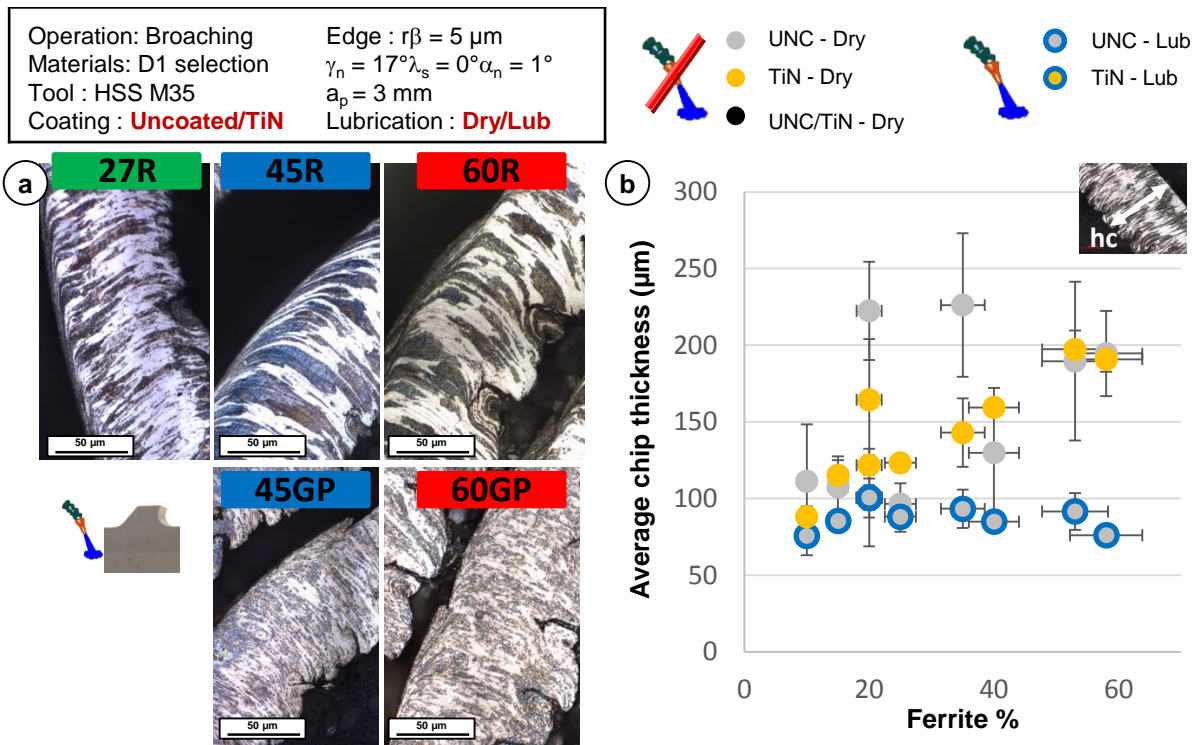 Operation: Broaching
Materials: D1 selection
Tool : HSS M35
Coating : Uncoated/TiN
Edge : rβ = 5 µm
γn = 17°λs = 0°αn = 1°
ap = 3 mm
Lubrication : Dry/Lub
UNC - Dry
TiN - Dry
UNC/TiN - Dry
UNC - Lub
TiN - Lub
a
27R
45R
60R
50 µm
50 µm
50 µm
45GP
60GP
50 µm
50 µm
b
hc
Average chip thickness (µm)
300
250
200
150
100
50
0
0
20
40
60
Ferrite %